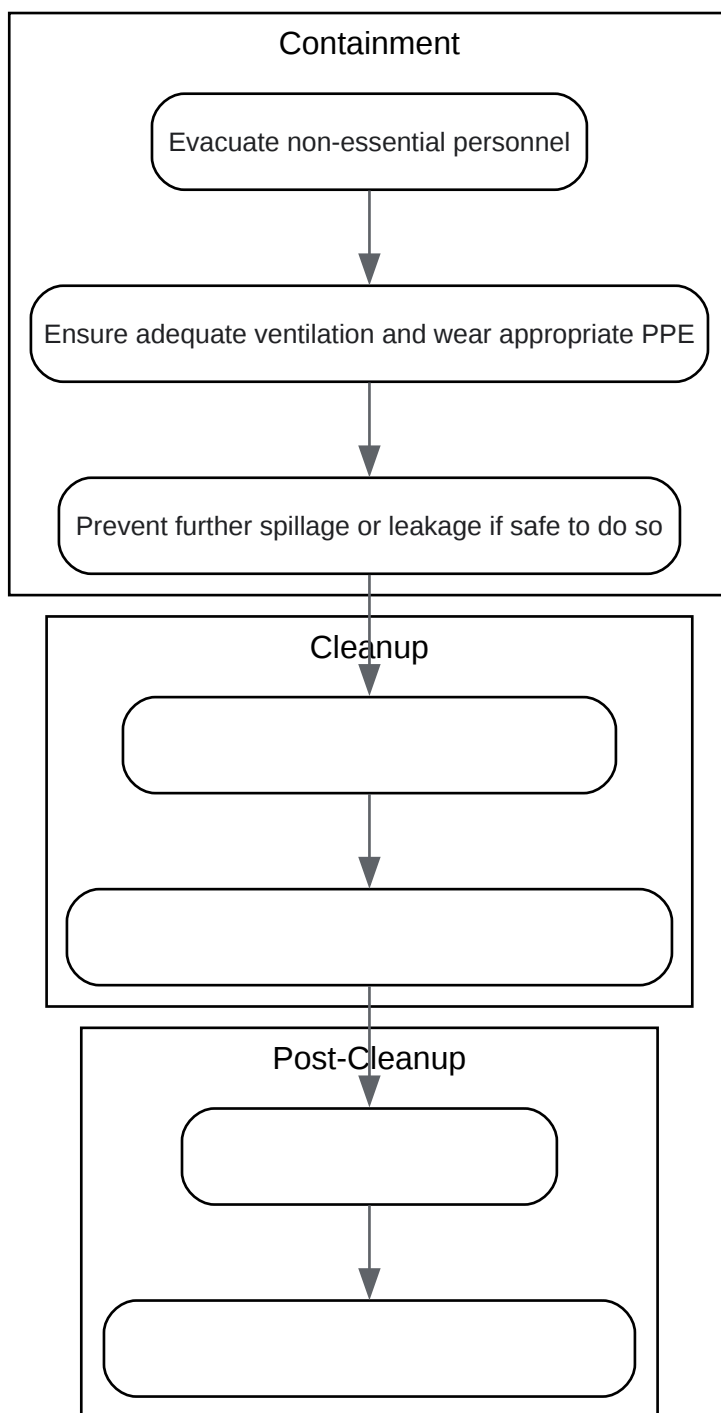 Containment
Evacuate non-essential personnel
Ensure adequate ventilation and wear appropriate PPE
Prevent further spillage or leakage if safe to do so
Cleanup
Post-Cleanup